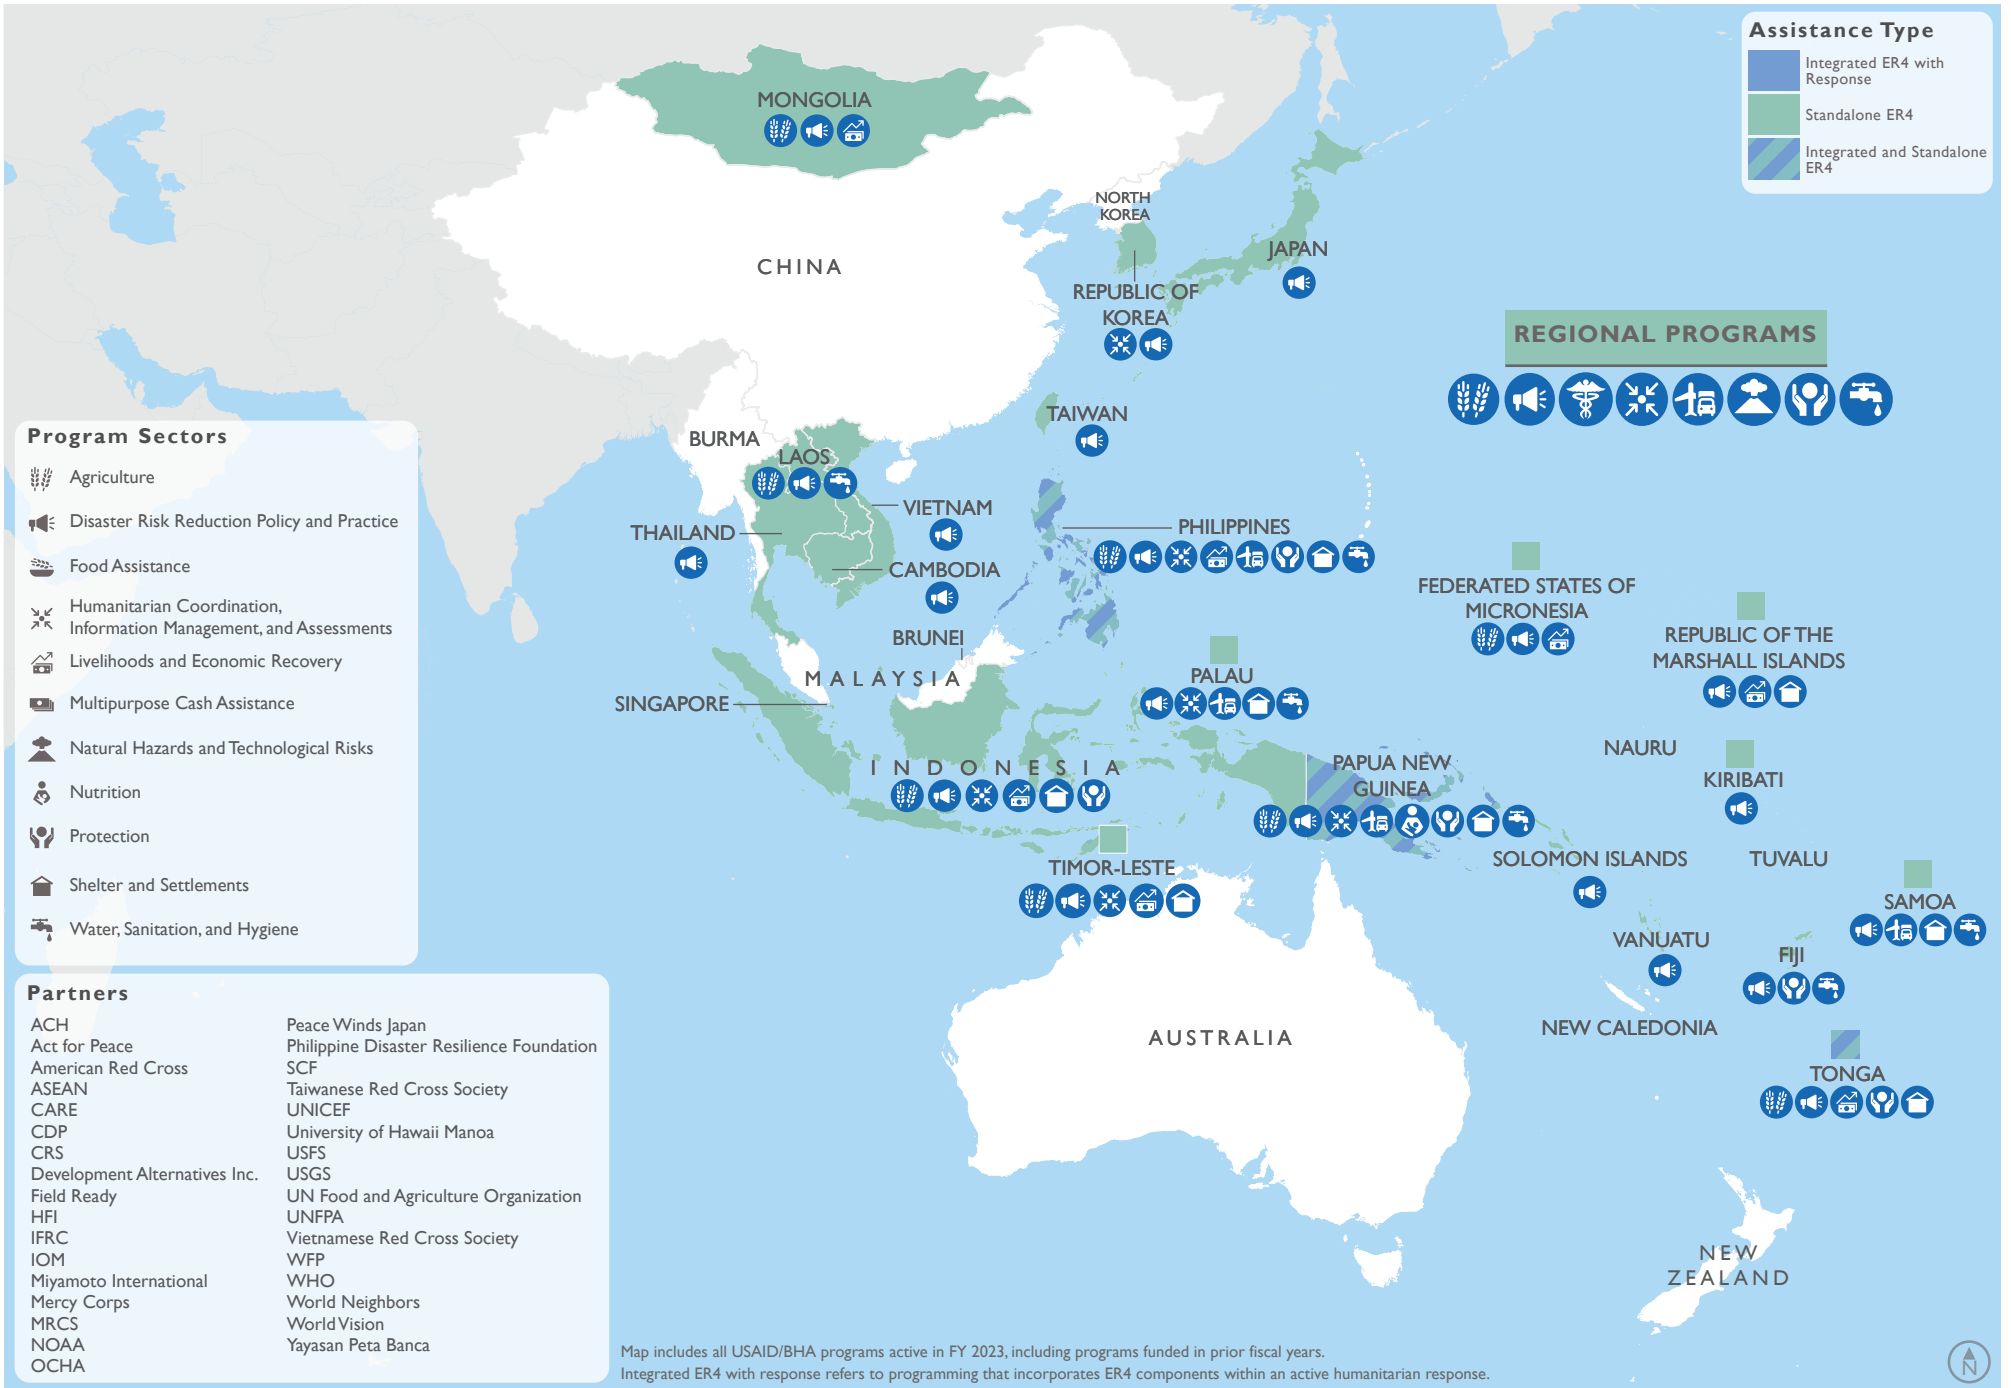 Assistance Type
Integrated ER4 with
Response
Standalone ER4
Integrated and Standalone
ER4
MONGOLIA
NORTH
KOREA
CHINA
JAPAN
REPUBLIC OF
KOREA
REGIONAL PROGRAMS
TAIWAN
BURMA
LAOS
VIETNAM
THAILAND
PHILIPPINES
CAMBODIA
FEDERATED STATES OF
MICRONESIA
BRUNEI
REPUBLIC OF THE
MARSHALL ISLANDS
MALAYSIA
PALAU
SINGAPORE
NAURU
INDONESIA
PAPUA NEW
GUINEA
KIRIBATI
TIMOR-LESTE
SOLOMON ISLANDS
TUVALU
SAMOA
VANUATU
FIJI
NEW CALEDONIA
AUSTRALIA
TONGA
NEW
ZEALAND
Program Sectors
Agriculture
Disaster Risk Reduction Policy and Practice
Food Assistance
Humanitarian Coordination,
Information Management, and Assessments
Livelihoods and Economic Recovery
Multipurpose Cash Assistance
Natural Hazards and Technological Risks
Nutrition
Protection
Shelter and Settlements
Water, Sanitation, and Hygiene
Partners
ACH
Act for Peace
American Red Cross
ASEAN
CARE
CDP
CRS
Development Alternatives Inc.
Field Ready
HFI
IFRC
IOM
Miyamoto International
Mercy Corps
MRCS
NOAA
OCHA
Peace Winds Japan
Philippine Disaster Resilience Foundation
SCF
Taiwanese Red Cross Society
UNICEF
University of Hawaii Manoa
USFS
USGS
UN Food and Agriculture Organization
UNFPA
Vietnamese Red Cross Society
WFP
WHO
World Neighbors
World Vision
Yayasan Peta Banca
Map includes all USAID/BHA programs active in FY 2023, including programs funded in prior fiscal years.
Integrated ER4 with response refers to programming that incorporates ER4 components within an active humanitarian response.
N